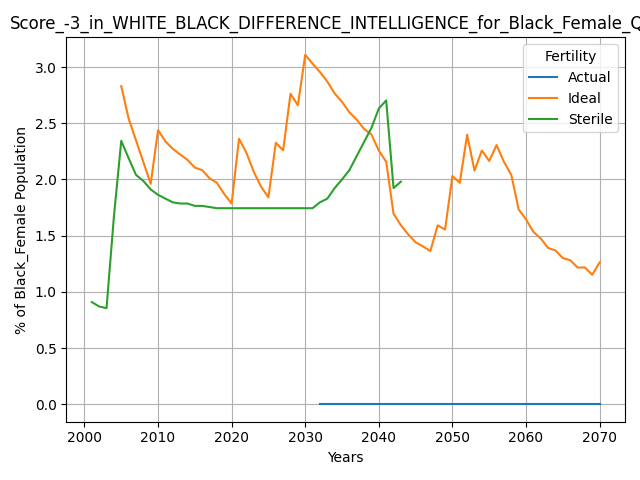 Score_-3_in_WHITE_BLACK_DIFFERENCE_INTELLIGENCE_for_Black_Female_Q
Fertility
Actual
Ideal
Sterile
% of Black_Female Population
3.0
2.5
2.0
1.5
1.0
0.5
0.0
2000 2010 2020 2030 2040 2050 2060 2070
Years